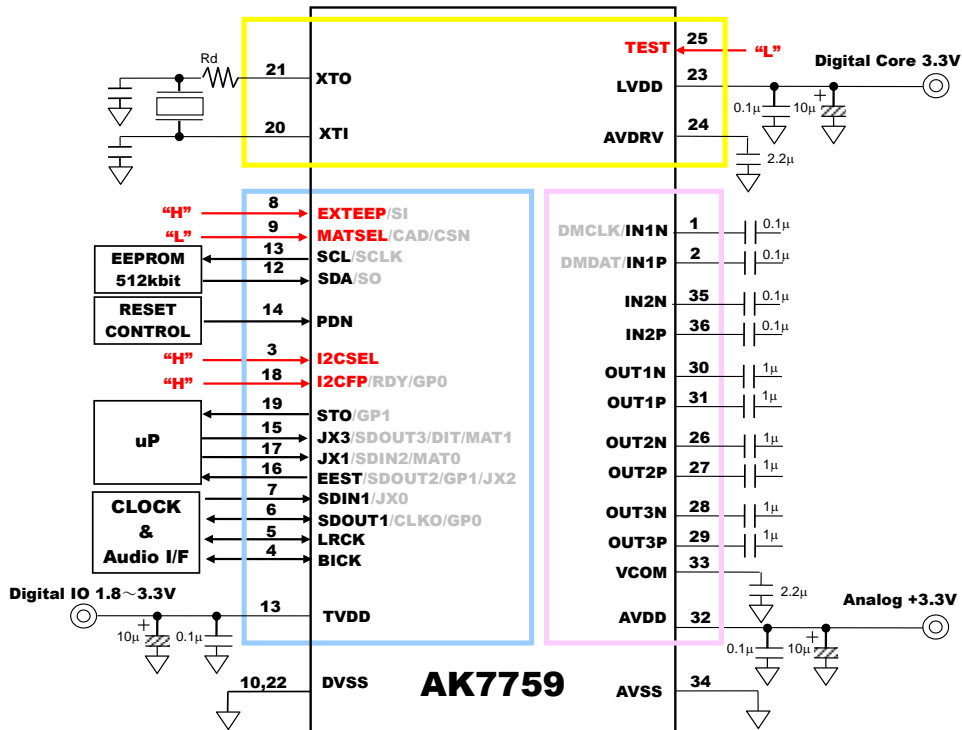 25
TEST
“L”
Rd
21
XTO
23
LVDD
Digital Core 3.3V
0.1μ
10μ
+
20
XTI
24
AVDRV
2.2μ
“H”
8
EXTEEP/SI
“L”
9
MATSEL/CAD/CSN
EEPROM
512kbit
13
SCL/SCLK
12
SDA/SO
RESET
CONTROL
14
PDN
“H”
3
I2CSEL
“H”
18
I2CFP/RDY/GP0
uP
19
STO/GP1
15
JX3/SDOUT3/DIT/MAT1
17
JX1/SDIN2/MAT0
16
EEST/SDOUT2/GP1/JX2
CLOCK
&
Audio I/F
7
SDIN1/JX0
6
SDOUT1/CLKO/GP0
5
LRCK
4
BICK
Digital IO 1.8～3.3V
13
TVDD
+
10μ
0.1μ
10,22
DVSS
DMCLK/IN1N
1
0.1μ
DMDAT/IN1P
2
0.1μ
IN2N
35
0.1μ
IN2P
36
0.1μ
OUT1N
30
1μ
OUT1P
31
1μ
OUT2N
26
1μ
OUT2P
27
1μ
OUT3N
28
1μ
OUT3P
29
1μ
VCOM
33
2.2μ
AVDD
32
Analog +3.3V
0.1μ
10μ
+
AK7759
AVSS
34